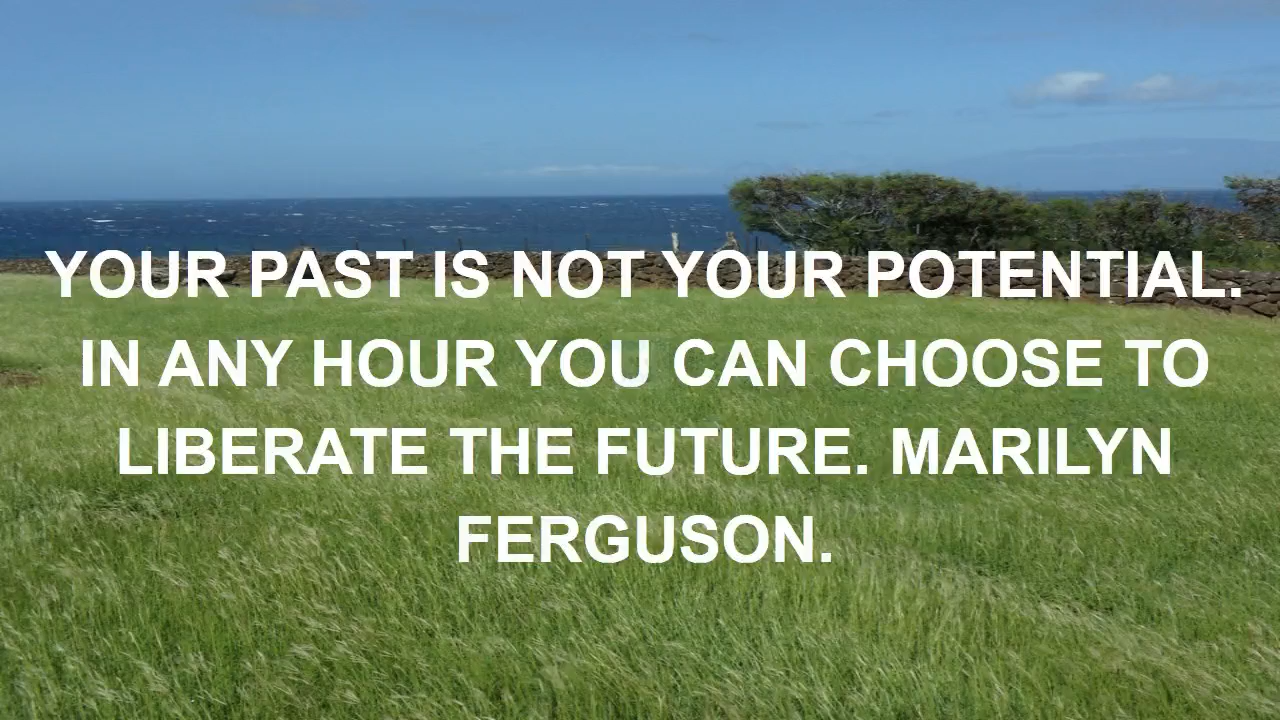 YOUR PAST IS NOT YOUR POTENTIAL.
IN ANY HOUR YOU CAN CHOOSE TO
LIBERATE THE FUTURE. MARILYN
FERGUSON.